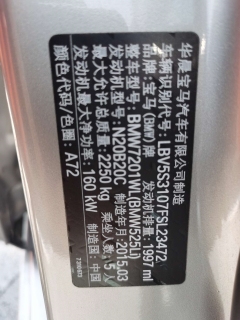 华晨宝马汽车有限公司制造
品牌:宝马(BMW)牌
车辆识别代号:LBV5S3107FSL23472
整车型号:BMW7201WL(BMW525Li)
发动机型号:N20B20C 发动机排量:1997 ml
最大允许总质量:2250 kg 制造年月:2015.03
发动机最大净功率:160 kW 乘坐人数:5人
颜色代码/色圈:A72 制造国:中国